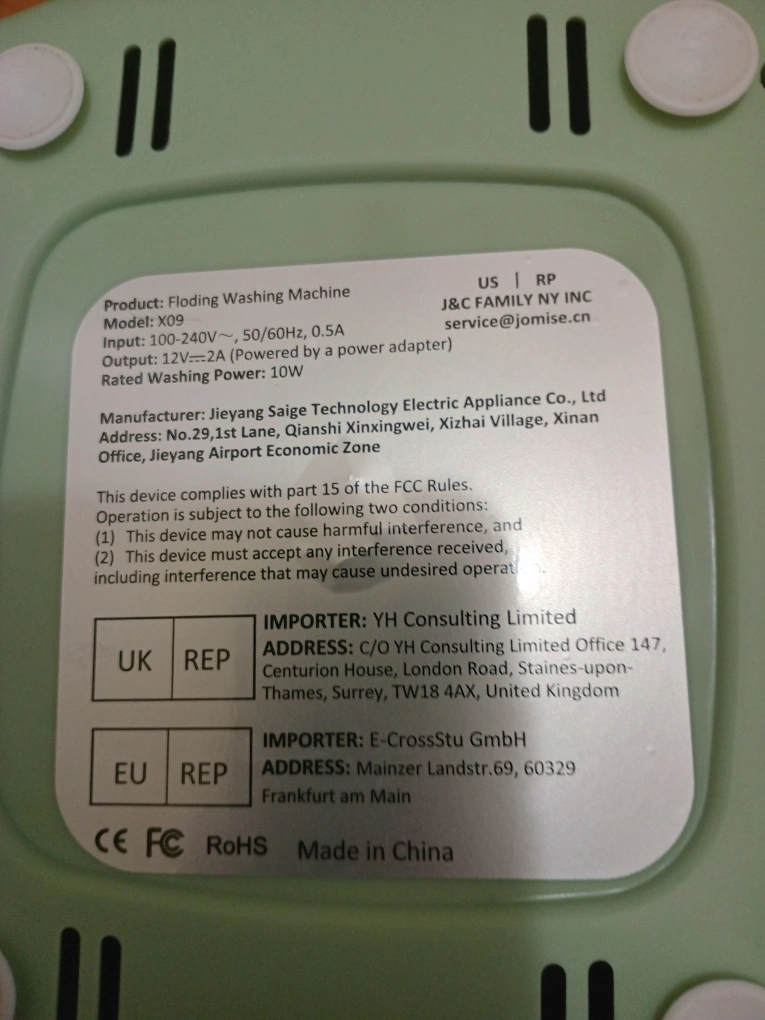 Product: Floding Washing Machine
Model: X09
Input: 100-240V~, 50/60Hz, 0.5A
Output: 12V⎓2A (Powered by a power adapter)
Rated Washing Power: 10W
US | RP
J&C FAMILY NY INC
service@jomise.cn
Manufacturer: Jieyang Saige Technology Electric Appliance Co., Ltd
Address: No.29,1st Lane, Qianshi Xinxingwei, Xizhai Village, Xinan
Office, Jieyang Airport Economic Zone
This device complies with part 15 of the FCC Rules.
Operation is subject to the following two conditions:
(1) This device may not cause harmful interference, and
(2) This device must accept any interference received,
including interference that may cause undesired operation.
UK REP
IMPORTER: YH Consulting Limited
ADDRESS: C/O YH Consulting Limited Office 147,
Centurion House, London Road, Staines-upon-
Thames, Surrey, TW18 4AX, United Kingdom
EU REP
IMPORTER: E-CrossStu GmbH
ADDRESS: Mainzer Landstr.69, 60329
Frankfurt am Main
CE FC RoHS Made in China